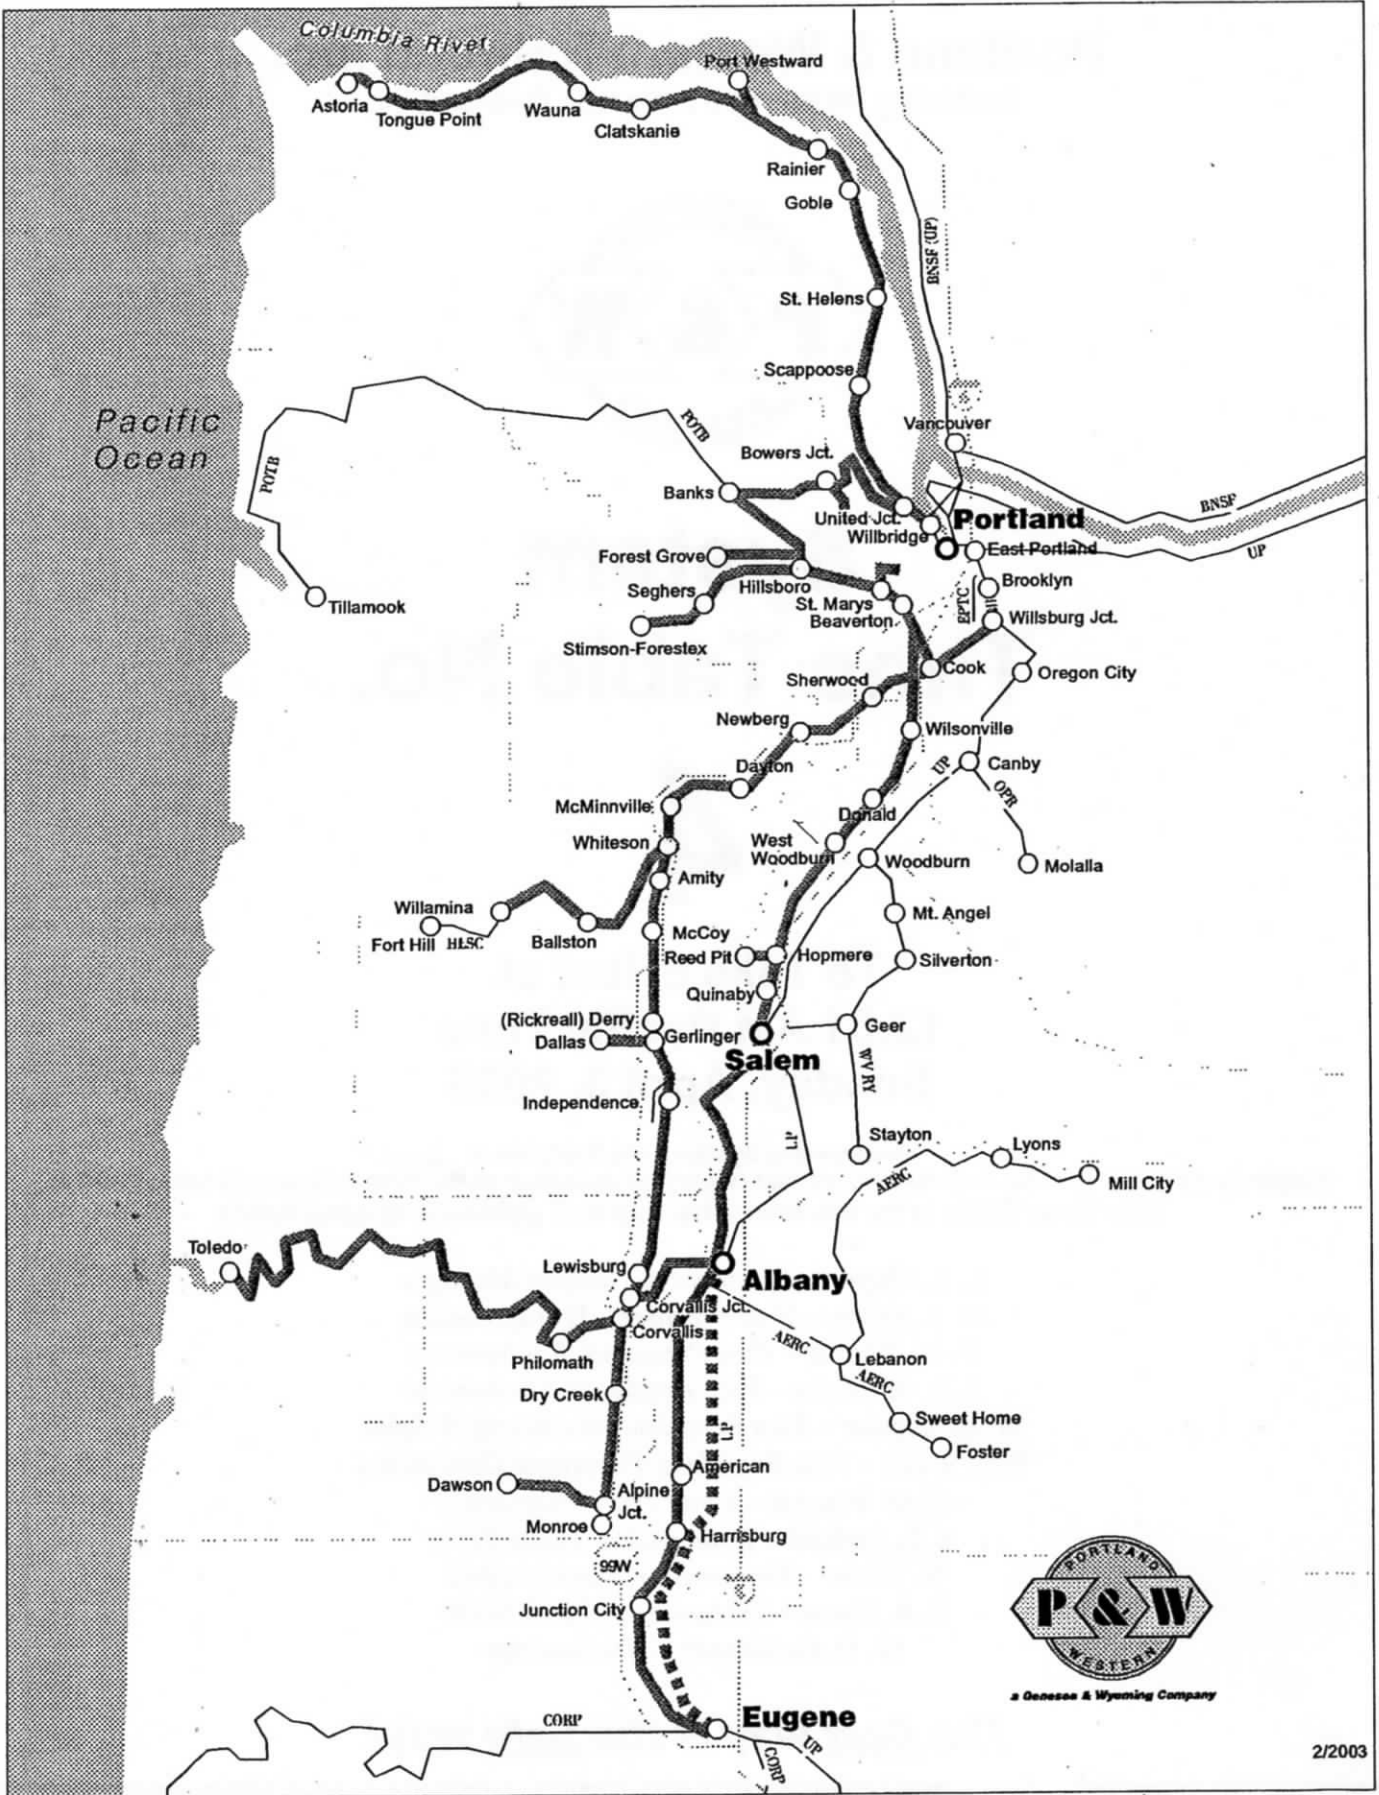 Columbia River
Port Westward
Astoria
Tongue Point
Wauna
Clatskanie
Rainier
Goble
BNSF (UP)
St. Helens
Scappoose
Pacific
Ocean
POTB
POTB
Vancouver
Bowers Jct.
Banks
BNSF
United Jct.
Portland
Willbridge
East Portland
UP
Forest Grove
Hillsboro
Brooklyn
Seghers
St. Marys
EPTC
Tillamook
Beaverton
Willsburg Jct.
Stimson-Forestex
Cook
Oregon City
Sherwood
Newberg
Wilsonville
Dayton
UP
Canby
OPR
McMinnville
Donald
Whiteson
West
Woodburn
Woodburn
Molalla
Amity
Willamina
Mt. Angel
Fort Hill
HLSC
Ballston
McCoy
Reed Pit
Hopmere
Silverton
Quinaby
(Rickreall) Derry
Geer
Dallas
Gerlinger
Salem
WVRY
Independence
Stayton
Lyons
AERC
Mill City
Toledo
Lewisburg
Albany
Corvallis Jct.
Corvallis
AERC
Philomath
Lebanon
AERC
Dry Creek
Sweet Home
Foster
American
Dawson
Alpine
Jct.
Monroe
Harrisburg
99W
Junction City
PORTLAND
P & W
WESTERN
a Genesee & Wyoming Company
CORP
Eugene
UP
CORP
2/2003